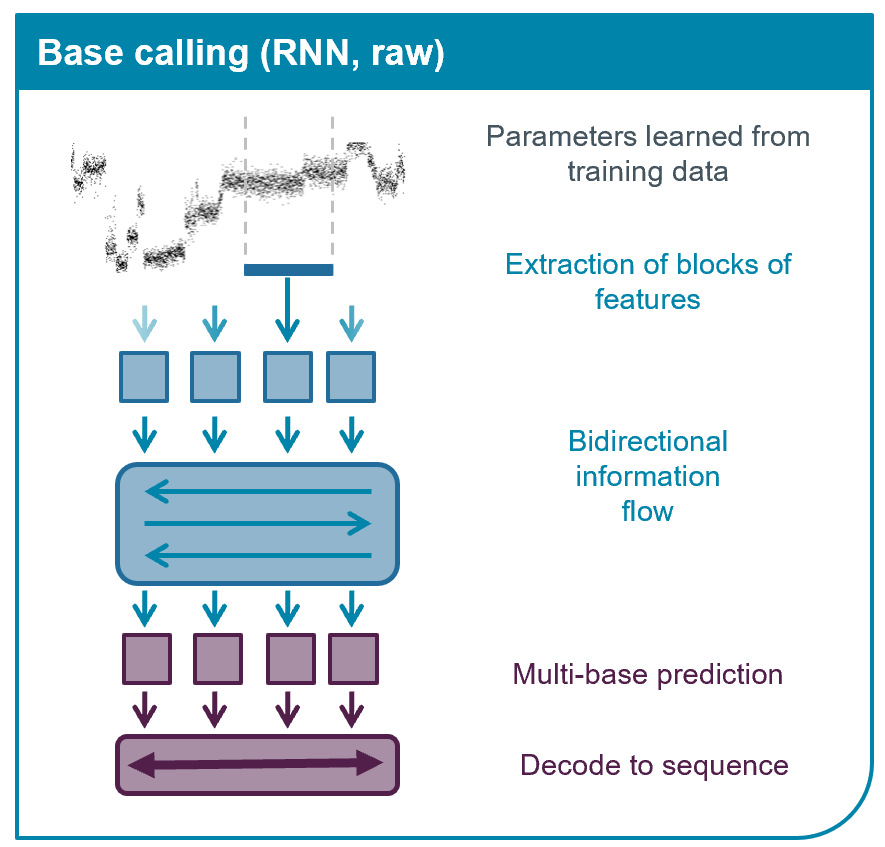 Base calling (RNN, raw)
Parameters learned from
training data
Extraction of blocks of
features
Bidirectional
information
flow
Multi-base prediction
Decode to sequence